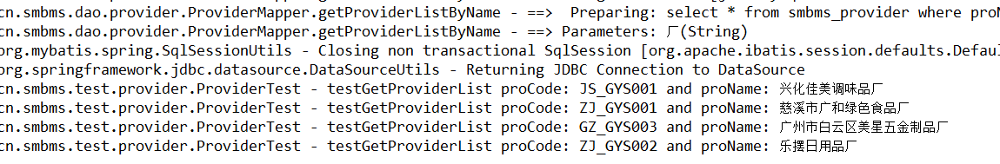 cn.smbms.dao.provider.ProviderMapper.getProviderListByName - ==>  Preparing: select * from smbms_provider where proN
cn.smbms.dao.provider.ProviderMapper.getProviderListByName - ==> Parameters: 厂(String)
org.mybatis.spring.SqlSessionUtils - Closing non transactional SqlSession [org.apache.ibatis.session.defaults.Defau
org.springframework.jdbc.datasource.DataSourceUtils - Returning JDBC Connection to DataSource
cn.smbms.test.provider.ProviderTest - testGetProviderList proCode: JS_GYS001 and proName: 兴化佳美调味品厂
cn.smbms.test.provider.ProviderTest - testGetProviderList proCode: ZJ_GYS001 and proName: 慈溪市广和绿色食品厂
cn.smbms.test.provider.ProviderTest - testGetProviderList proCode: GZ_GYS003 and proName: 广州市白云区美星五金制品厂
cn.smbms.test.provider.ProviderTest - testGetProviderList proCode: ZJ_GYS002 and proName: 乐摆日用品厂